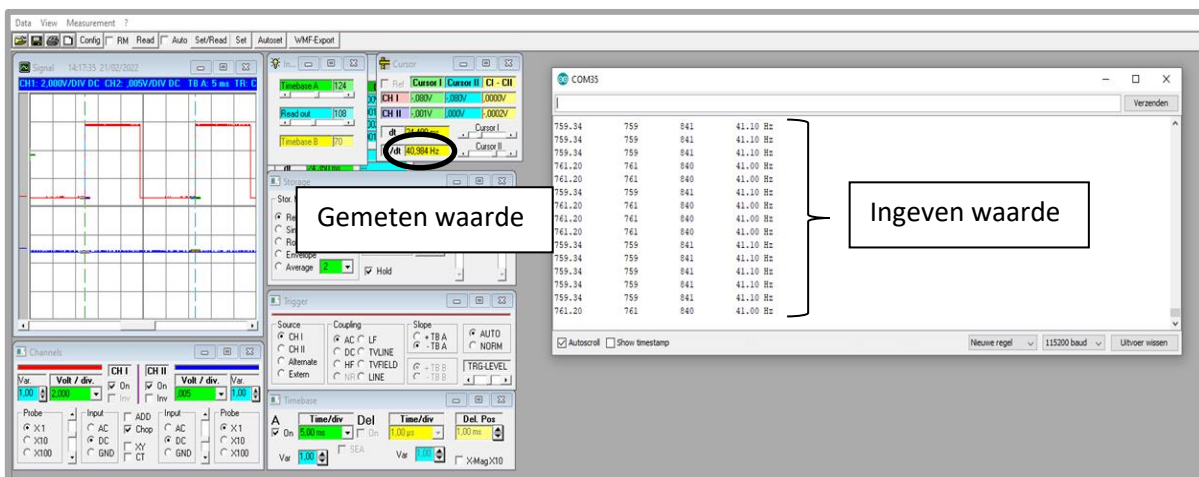 Data View Measurement ?
Config RM Read Auto Set/Read Set Autoset WMF-Export
Signal 14:17:35 21/02/2022
CH1: 2,000V/DIV DC CH2: ,005V/DIV DC TB A: 5 ms TR: C
In...
Timebase A 124
Read out 108
Timebase B 70
Cursor
Ref Cursor I Cursor II CI - CII
CH I -,080V -,080V ,0000V
CH II -,001V ,000V -,0002V
dt Cursor I
/dt 40,984 Hz Cursor II
Storage
Stor.
Envelope
Average 2 Hold
Gemeten waarde
Trigger
Source Coupling Slope
CH I AC LF + TB A AUTO
CH II DC TVLINE - TB A NORM
Alternate HF TVFIELD + TB B TRG-LEVEL
Extern NR LINE - TB B
Channels
Var. Volt / div. CH I CH II Volt / div. Var.
1,00 2,000 On On ,005 1,00
Inv Inv
Probe Input ADD Input Probe
X1 AC Chop AC X1
X10 DC XY DC X10
X100 GND CT GND X100
Timebase
A Time/div Del Time/div Del. Pos
On 5,00 ms On 1,00 µs 1,00 ms
SEA
Var 1,00 Var 1,00 X-Mag X10
COM35
Verzenden
759.34 759 841 41.10 Hz
759.34 759 841 41.10 Hz
759.34 759 841 41.10 Hz
761.20 761 840 41.00 Hz
761.20 761 840 41.00 Hz
759.34 759 841 41.10 Hz
761.20 761 840 41.00 Hz
761.20 761 840 41.00 Hz
761.20 761 840 41.00 Hz
759.34 759 841 41.10 Hz
759.34 759 841 41.10 Hz
759.34 759 841 41.10 Hz
759.34 759 841 41.10 Hz
759.34 759 841 41.10 Hz
761.20 761 840 41.00 Hz
Ingeven waarde
Autoscroll Show timestamp Nieuwe regel 115200 baud Uitvoer wissen